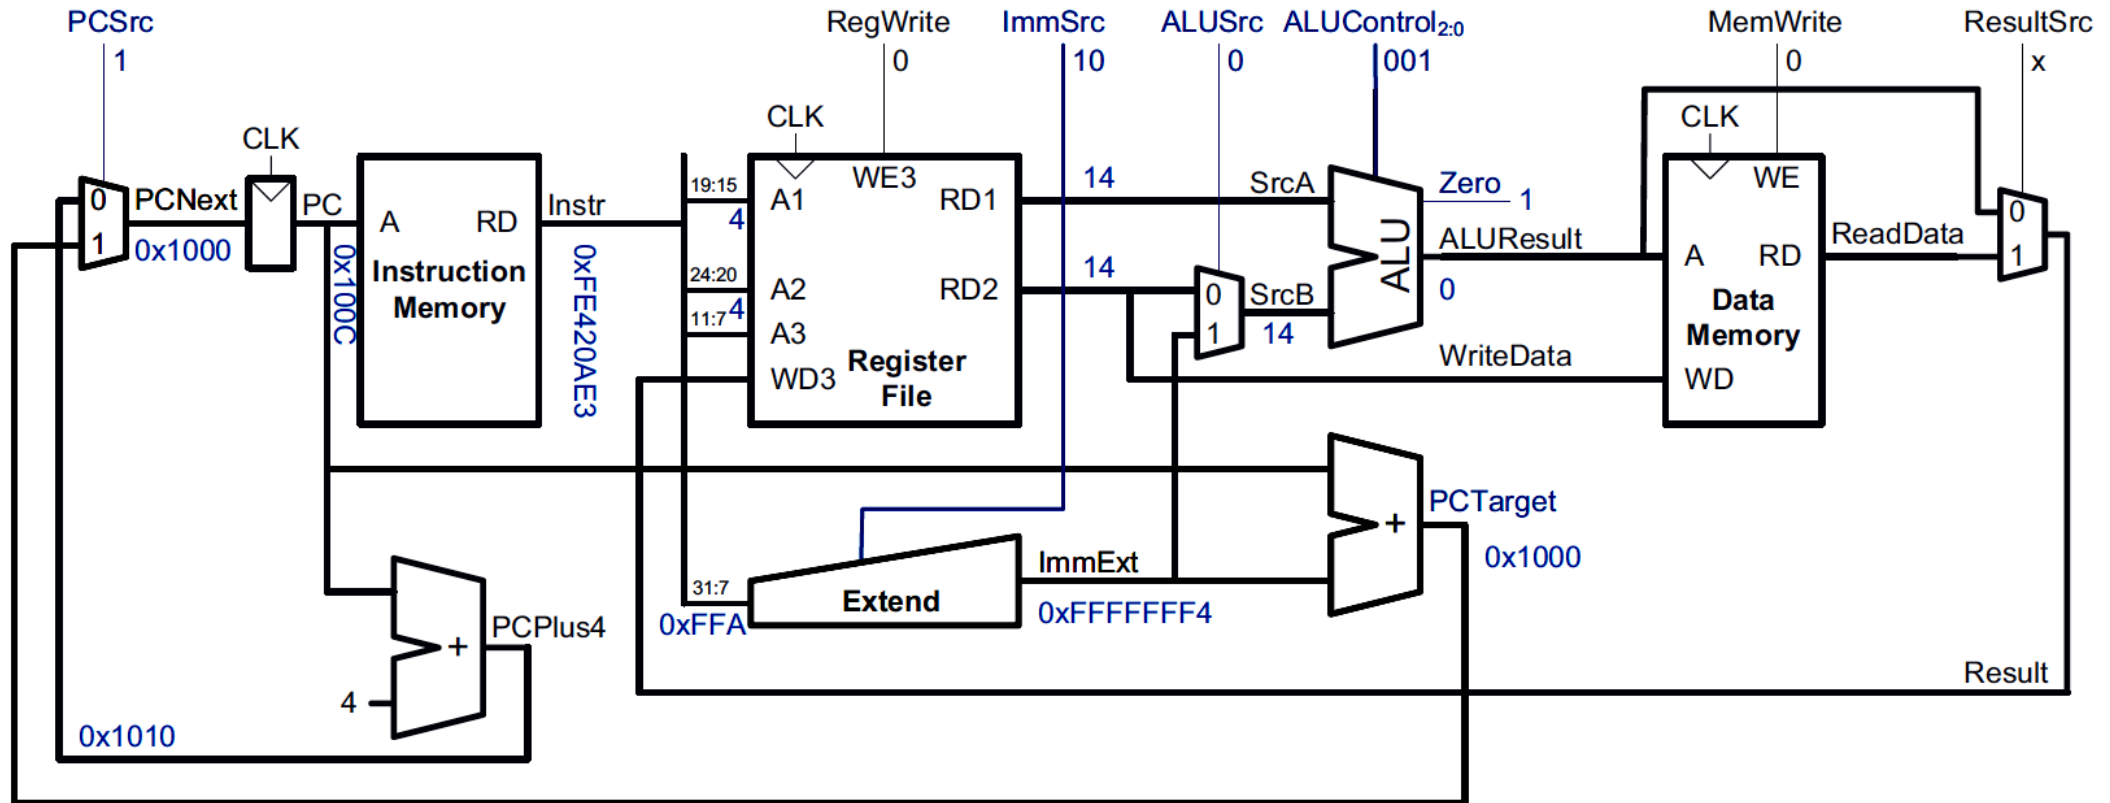 PCSrc
1
RegWrite
0
ImmSrc
10
ALUSrc
0
ALUControl2:0
001
MemWrite
0
ResultSrc
x
CLK
CLK
CLK
0
1
PCNext
0x1000
PC
0x100C
A
RD
Instruction
Memory
Instr
0xFE420AE3
19:15
4
24:20
4
11:7
A1
A2
A3
WD3
WE3
RD1
RD2
Register
File
14
14
SrcA
0
1
SrcB
14
ALU
Zero
1
ALUResult
0
WriteData
A
RD
WE
Data
Memory
WD
ReadData
0
1
31:7
0xFFA
Extend
ImmExt
0xFFFFFFF4
+
PCTarget
0x1000
+
PCPlus4
4
0x1010
Result